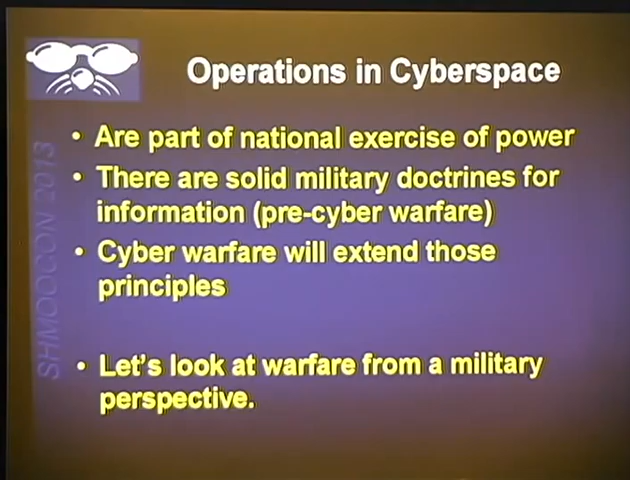 Operations in Cyberspace
• Are part of national exercise of power
• There are solid military doctrines for
information (pre-cyber warfare)
• Cyber warfare will extend those
principles
• Let's look at warfare from a military
perspective.
SHMOOCON 2013